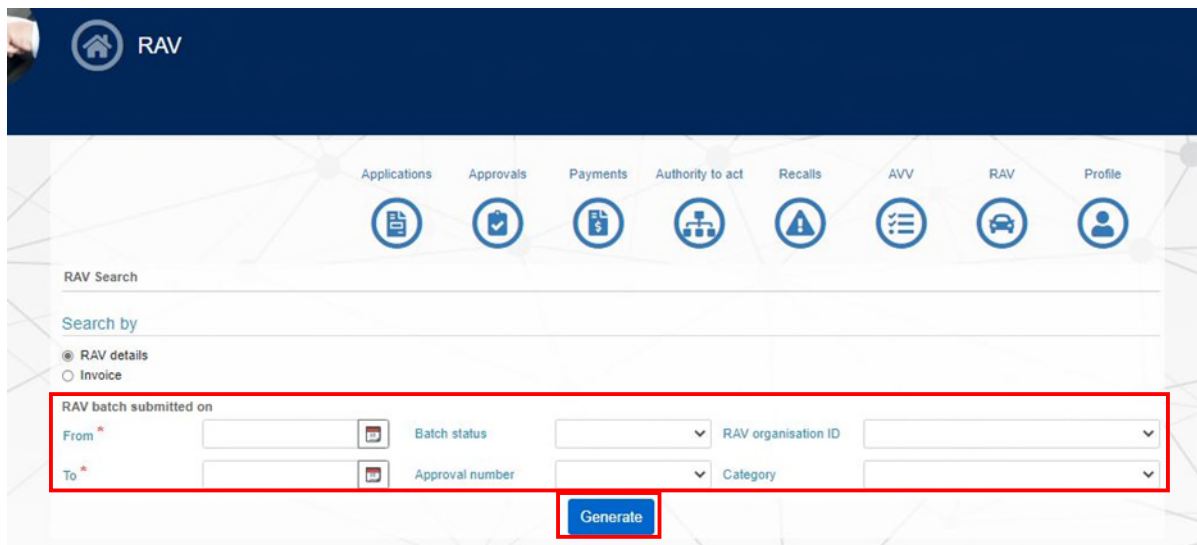 RAV
Applications Approvals Payments Authority to act Recalls AVV RAV Profile
RAV Search
Search by
RAV details
Invoice
RAV batch submitted on
From * Batch status RAV organisation ID
To * Approval number Category
Generate